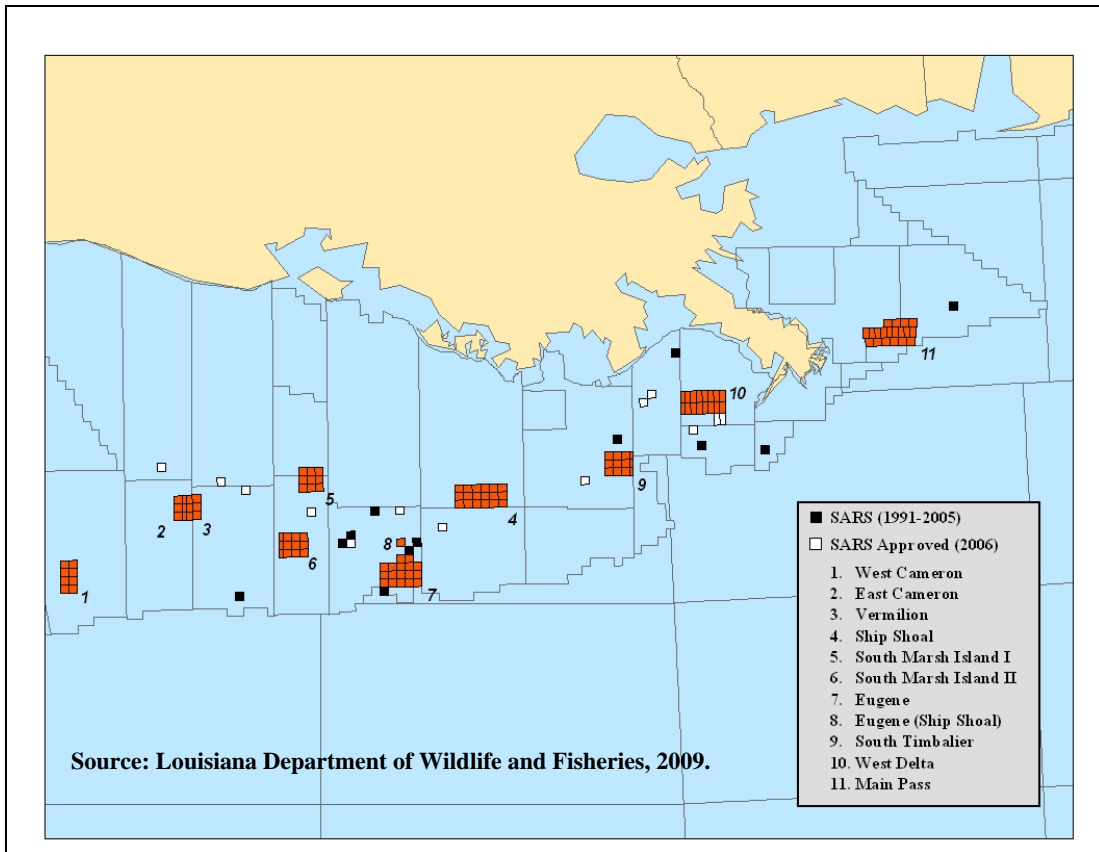 11
10
9
5
4
2
3
8
6
7
1
SARS (1991-2005)
SARS Approved (2006)
1. West Cameron
2. East Cameron
3. Vermilion
4. Ship Shoal
5. South Marsh Island I
6. South Marsh Island II
7. Eugene
8. Eugene (Ship Shoal)
9. South Timbalier
10. West Delta
11. Main Pass
Source: Louisiana Department of Wildlife and Fisheries, 2009.